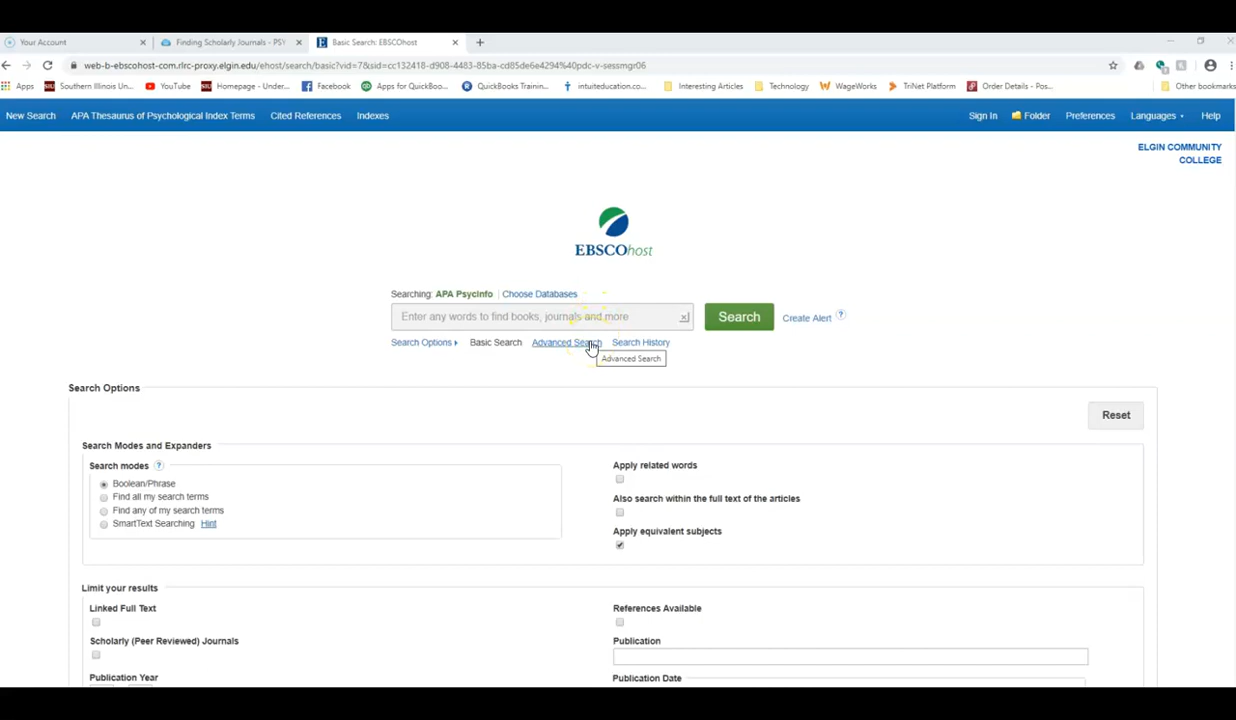 Your Account
Finding Scholarly Journals - PSY
Basic Search: EBSCOhost
web-b-ebscohost-com.rlrc-proxy.elgin.edu/ehost/search/basic?vid=7&sid=cc132418-d908-4483-85ba-cd85de6e4294%40pdc-v-sessmgr06
Apps
Southern Illinois Un...
YouTube
Homepage - Under...
Facebook
Apps for QuickBoo...
QuickBooks Trainin...
intuiteducation.co...
Interesting Articles
Technology
WageWorks
TriNet Platform
Order Details - Pos...
Other bookmarks
New Search
APA Thesaurus of Psychological Index Terms
Cited References
Indexes
Sign In
Folder
Preferences
Languages
Help
ELGIN COMMUNITY
COLLEGE
EBSCOhost
Searching: APA PsycInfo | Choose Databases
Enter any words to find books, journals and more
Search
Create Alert
Search Options
Basic Search
Advanced Search
Search History
Advanced Search
Search Options
Reset
Search Modes and Expanders
Search modes
Boolean/Phrase
Find all my search terms
Find any of my search terms
SmartText Searching Hint
Apply related words
Also search within the full text of the articles
Apply equivalent subjects
Limit your results
Linked Full Text
References Available
Scholarly (Peer Reviewed) Journals
Publication
Publication Year
Publication Date